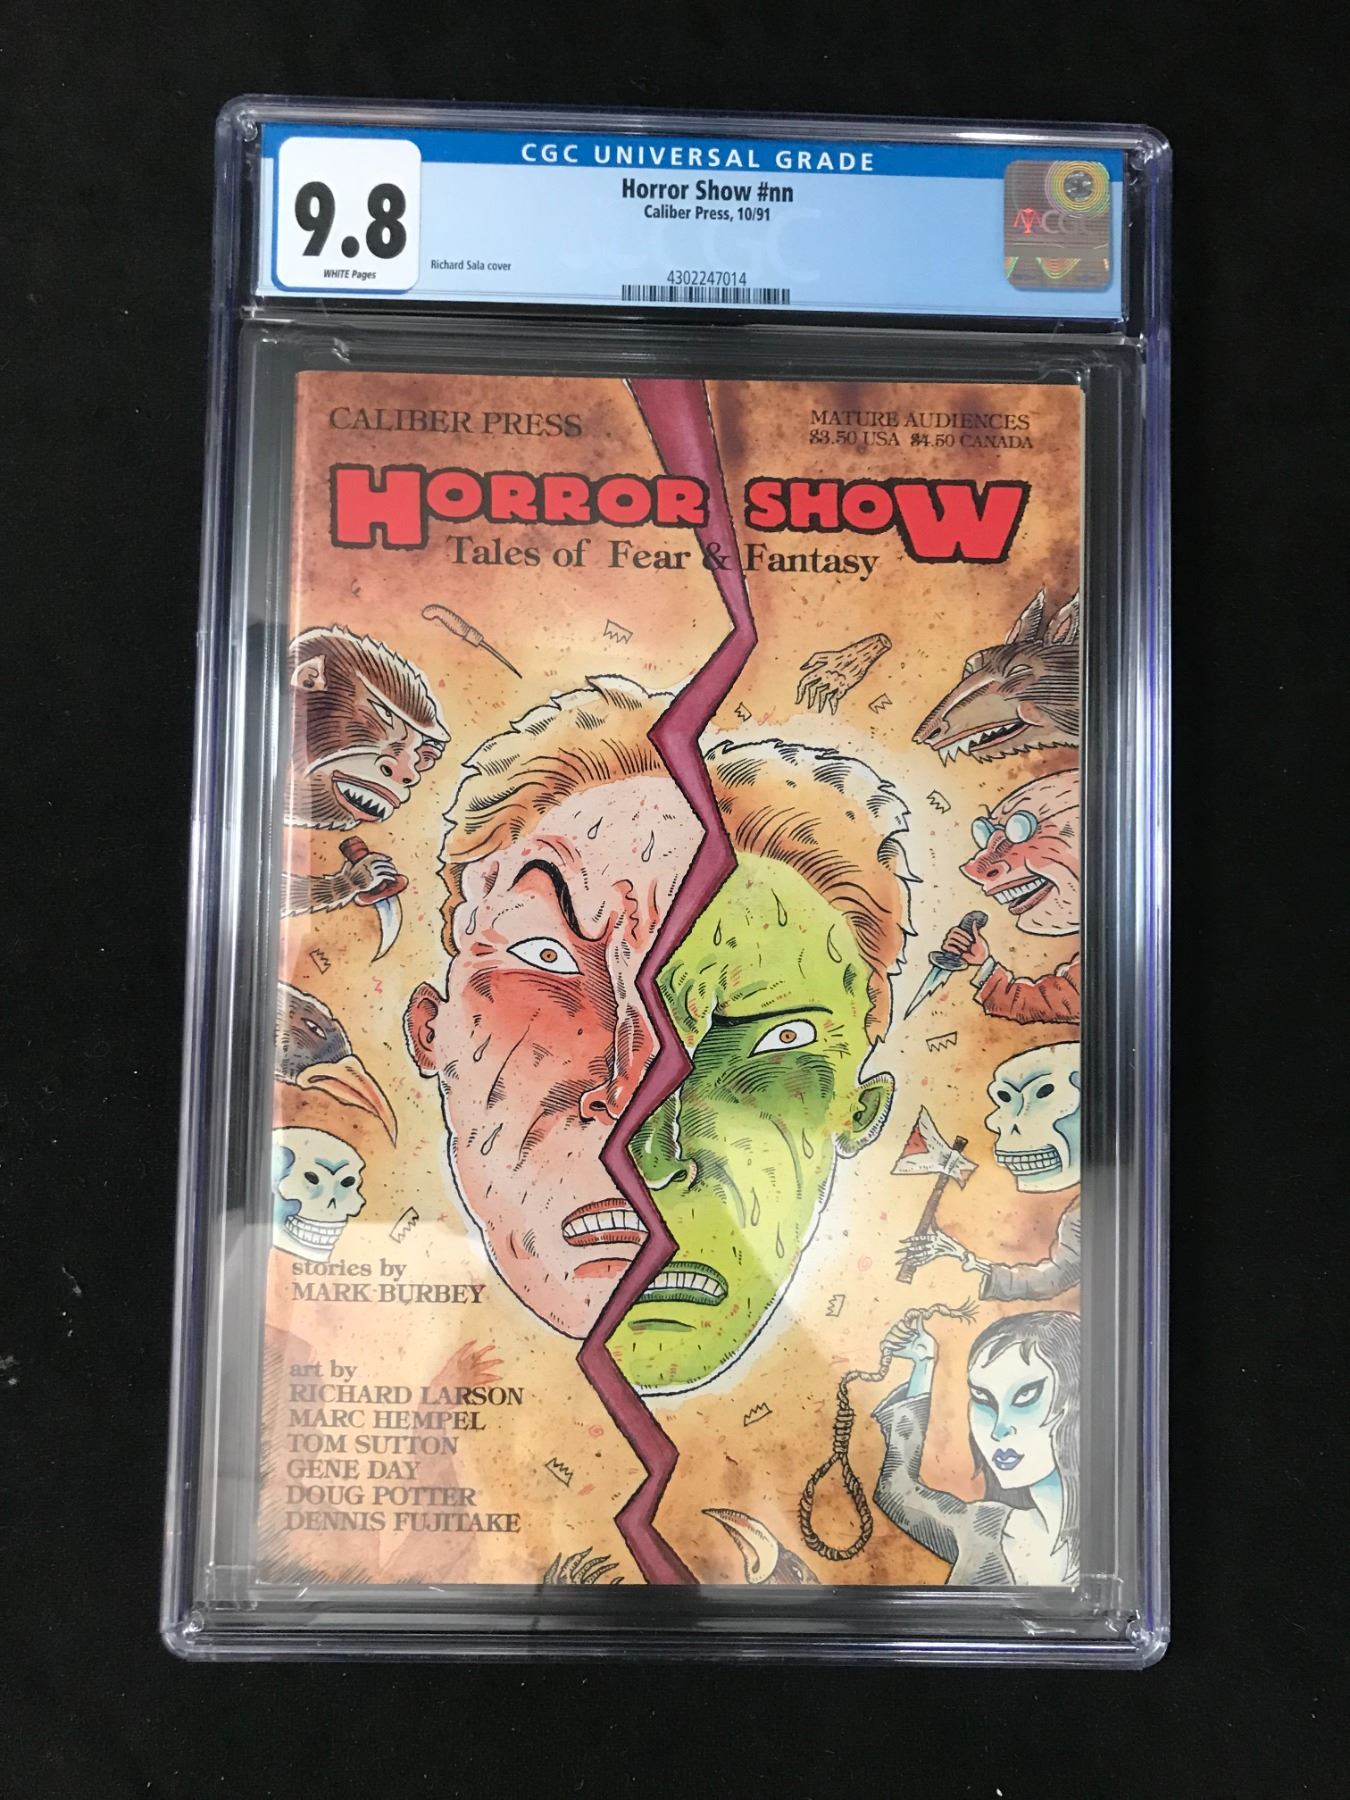 CGC UNIVERSAL GRADE
9.8
WHITE Pages
Horror Show #nn
Caliber Press, 10/91
Richard Sala cover
4302247014
CGC
CALIBER PRESS
MATURE AUDIENCES
$3.50 USA $4.50 CANADA
HORROR SHOW
Tales of Fear & Fantasy
stories by
MARK BURBEY
art by
RICHARD LARSON
MARC HEMPEL
TOM SUTTON
GENE DAY
DOUG POTTER
DENNIS FUJITAKE